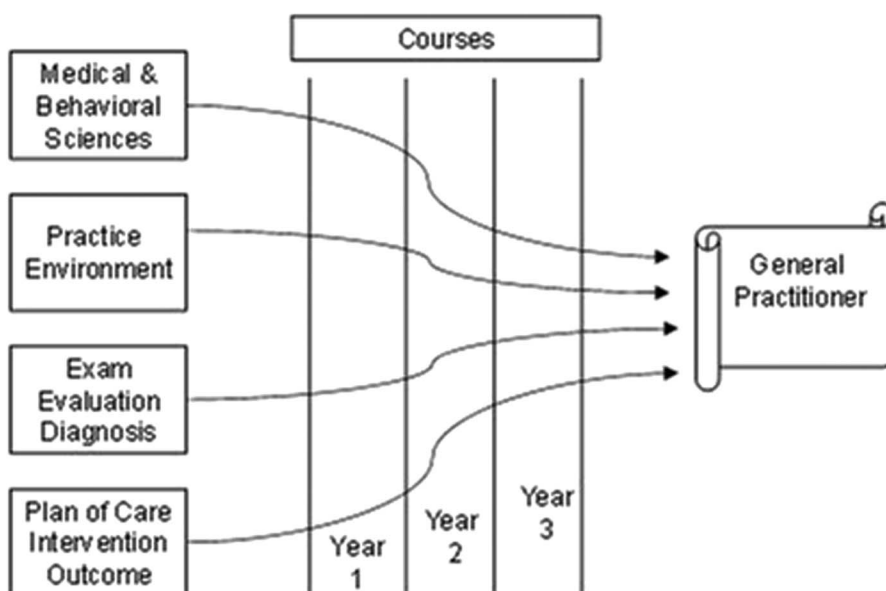 Courses
Medical &
Behavioral
Sciences
Practice
Environment
Exam
Evaluation
Diagnosis
Plan of Care
Intervention
Outcome
Year
1
Year
2
Year
3
General
Practitioner